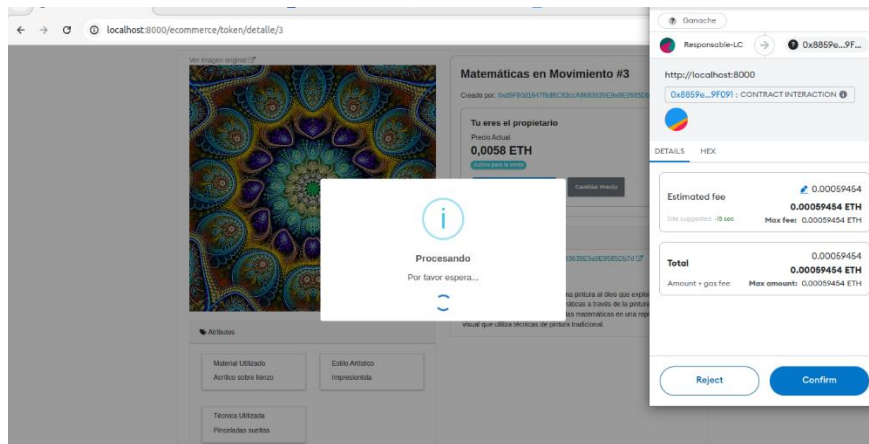 localhost:8000/ecommerce/token/detalle/3
Ver imagen original
Matemáticas en Movimiento #3
Creado por:
Tu eres el propietario
Precio Actual
0,0058 ETH
Activo para la venta
Cambiar Precio
Procesando
Por favor espera...
visual que utiliza técnicas de pintura tradicional.
Atributos
Material Utilizado
Acrílico sobre lienzo
Estilo Artístico
Impresionista
Técnica Utilizada
Pinceladas sueltas
Ganache
Responsable-LC
0x8859e...9F...
http://localhost:8000
0x8859e...9F091 : CONTRACT INTERACTION
DETAILS HEX
Estimated fee
0.00059454
0.00059454 ETH
Site suggested ~15 sec
Max fee: 0.00059454 ETH
Total
0.00059454
0.00059454 ETH
Amount + gas fee
Max amount: 0.00059454 ETH
Reject
Confirm